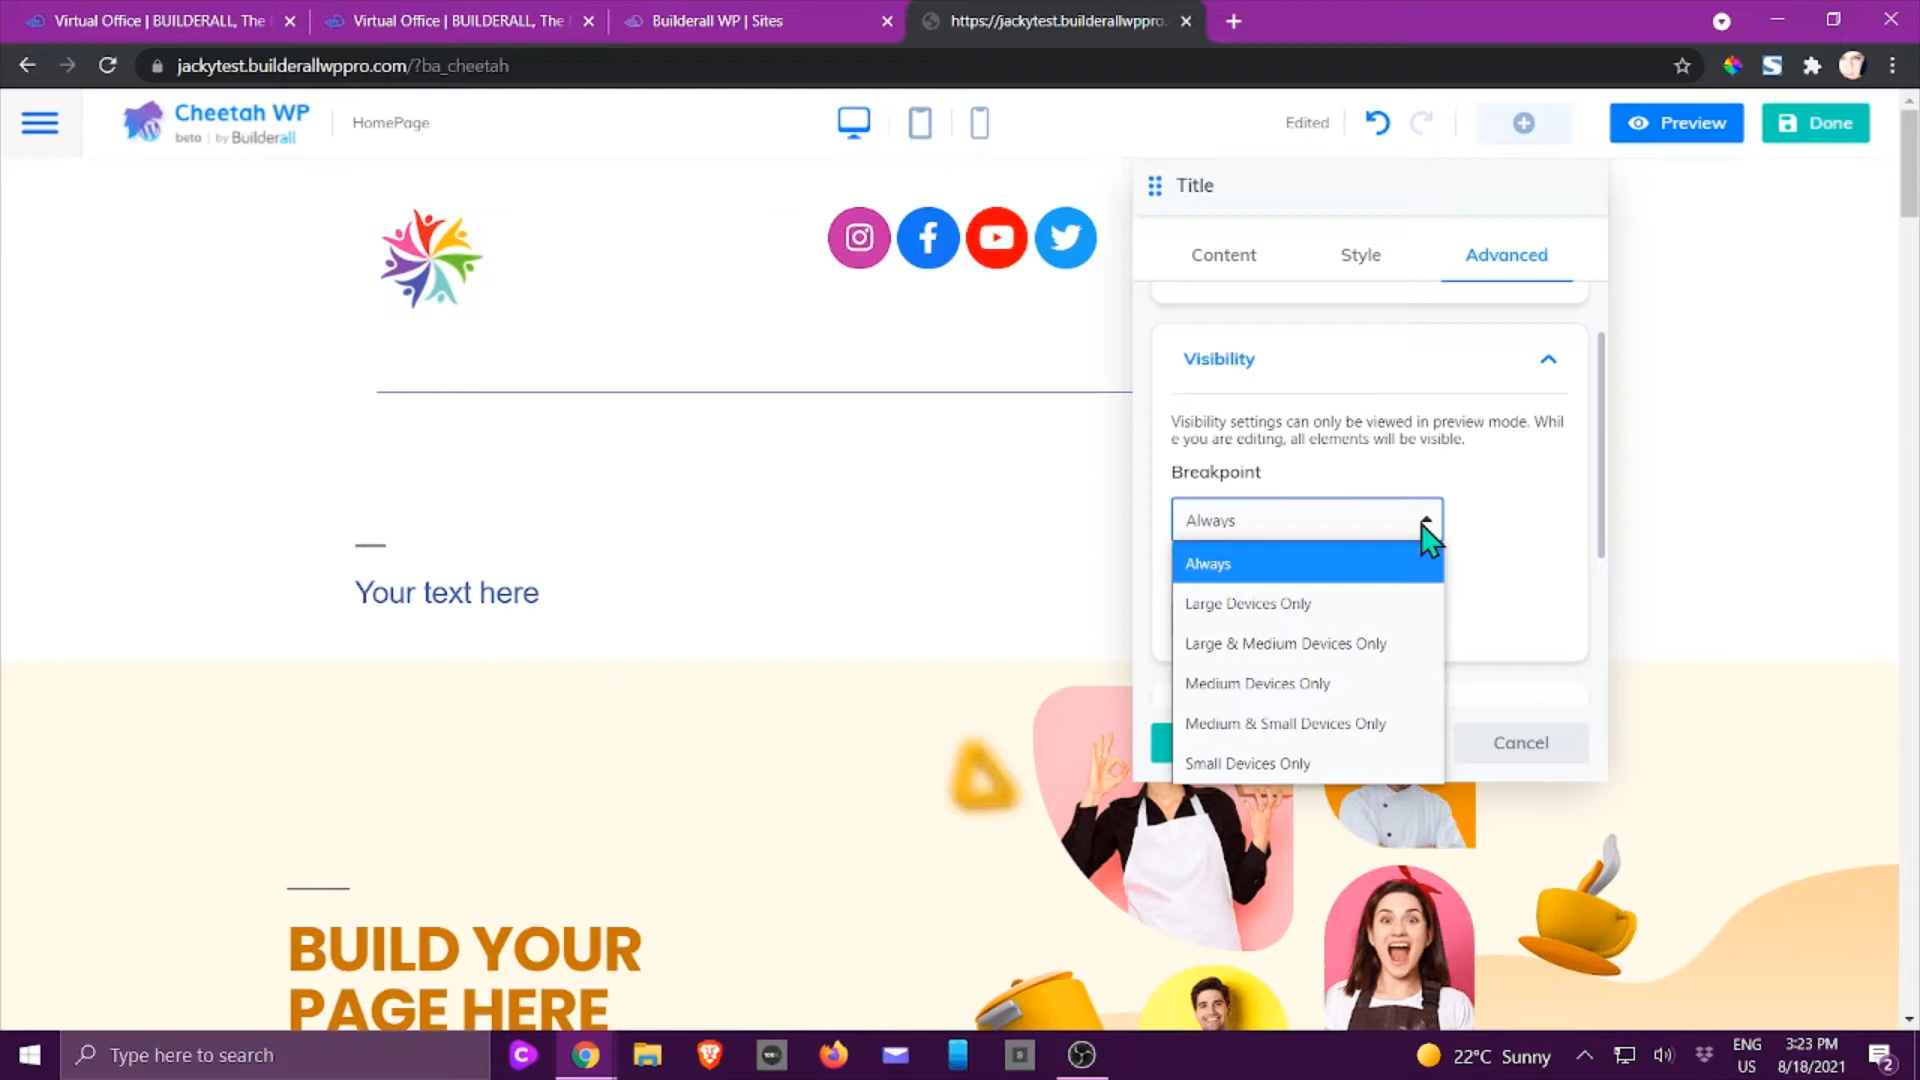 Virtual Office | BUILDERALL, The
Virtual Office | BUILDERALL, The
Builderall WP | Sites
https://jackytest.builderallwppro.
jackytest.builderallwppro.com/?ba_cheetah
Cheetah WP
beta | by Builderall
HomePage
Edited
Preview
Done
Title
Content
Style
Advanced
Visibility
Visibility settings can only be viewed in preview mode. Whil
e you are editing, all elements will be visible.
Breakpoint
Always
Always
Large Devices Only
Large & Medium Devices Only
Medium Devices Only
Medium & Small Devices Only
Small Devices Only
Cancel
Your text here
BUILD YOUR
PAGE HERE
Type here to search
22°C Sunny
ENG
US
3:23 PM
8/18/2021
2